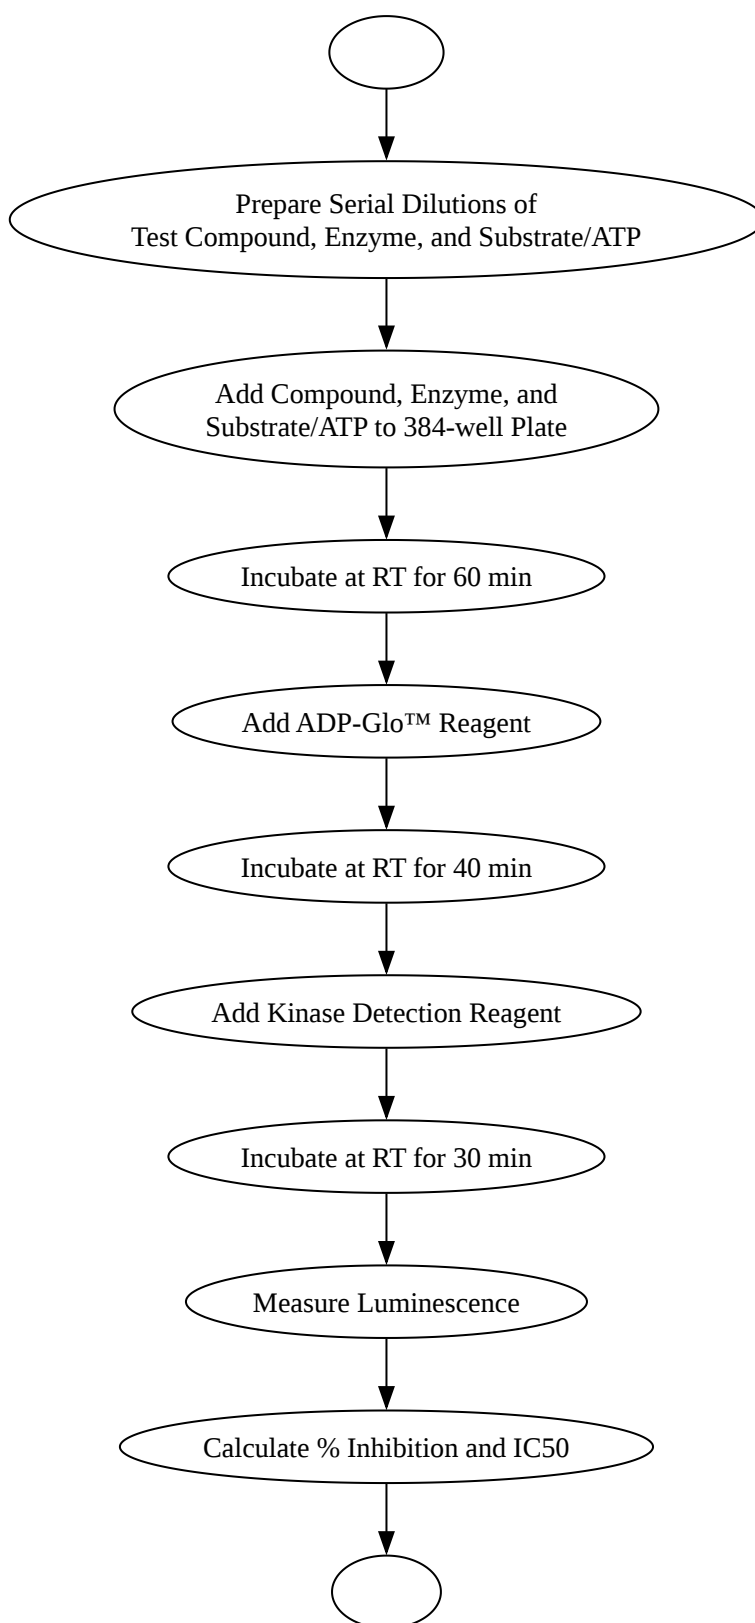 Prepare Serial Dilutions of
Test Compound, Enzyme, and Substrate/ATP
Add Compound, Enzyme, and
Substrate/ATP to 384-well Plate
Incubate at RT for 60 min
Add ADP-Glo™ Reagent
Incubate at RT for 40 min
Add Kinase Detection Reagent
Incubate at RT for 30 min
Measure Luminescence
Calculate % Inhibition and IC50